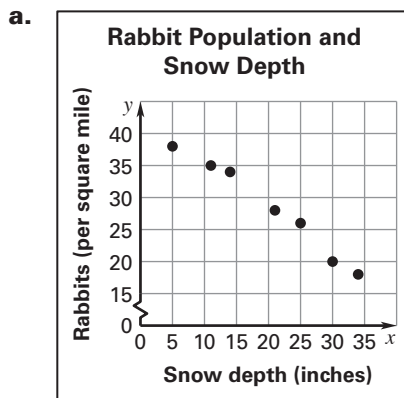 a.
Rabbit Population and
Snow Depth
Rabbits (per square mile)
y
40
35
30
25
20
15
0
0 5 10 15 20 25 30 35 x
Snow depth (inches)